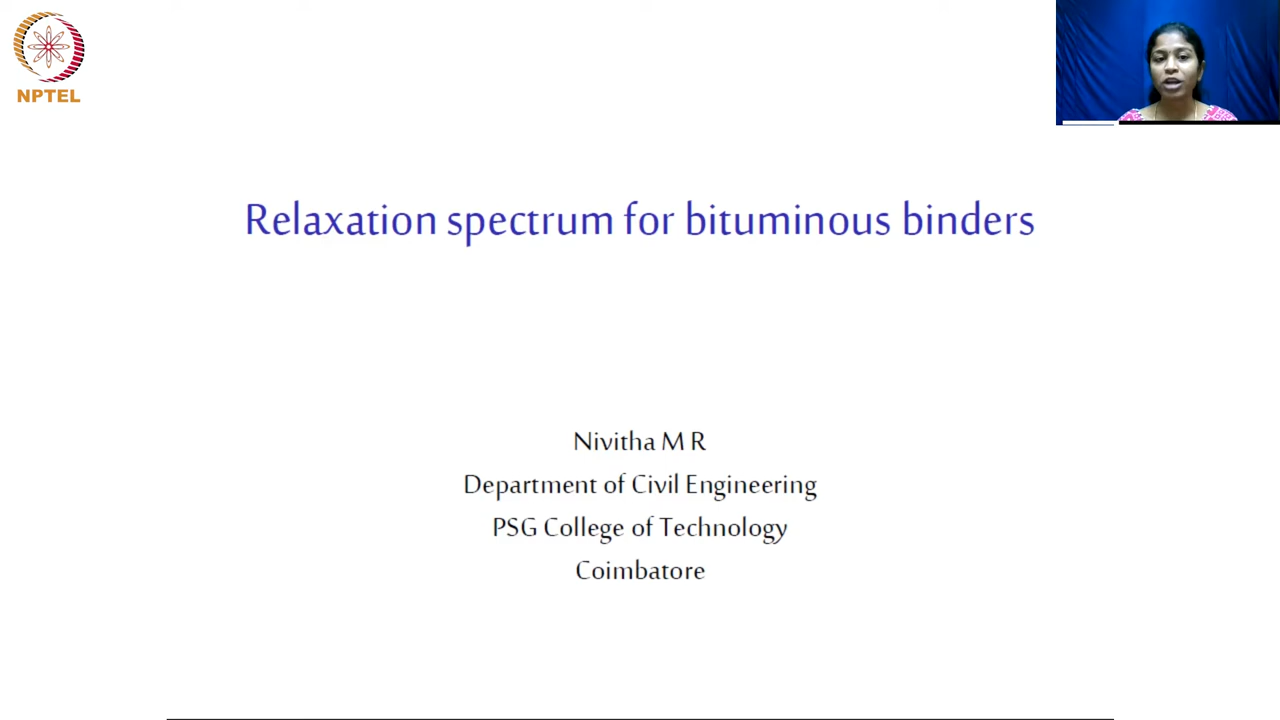 NPTEL
Relaxation spectrum for bituminous binders
Nivitha M R
Department of Civil Engineering
PSG College of Technology
Coimbatore